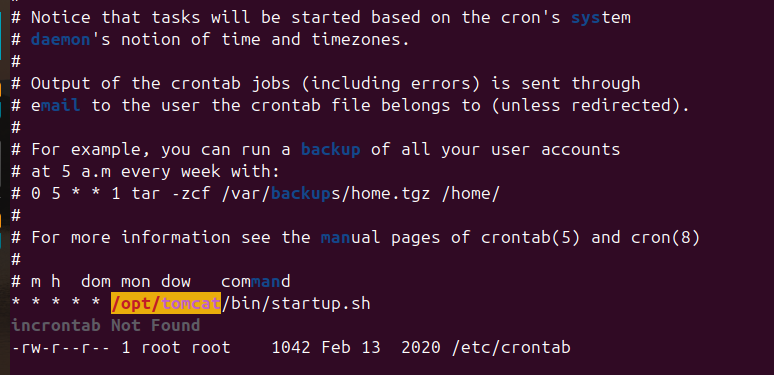 #
# Notice that tasks will be started based on the cron's system
# daemon's notion of time and timezones.
#
# Output of the crontab jobs (including errors) is sent through
# email to the user the crontab file belongs to (unless redirected).
#
# For example, you can run a backup of all your user accounts
# at 5 a.m every week with:
# 0 5 * * 1 tar -zcf /var/backups/home.tgz /home/
#
# For more information see the manual pages of crontab(5) and cron(8)
#
# m h  dom mon dow   command
* * * * * /opt/tomcat/bin/startup.sh
incrontab Not Found
-rw-r--r-- 1 root root    1042 Feb 13  2020 /etc/crontab